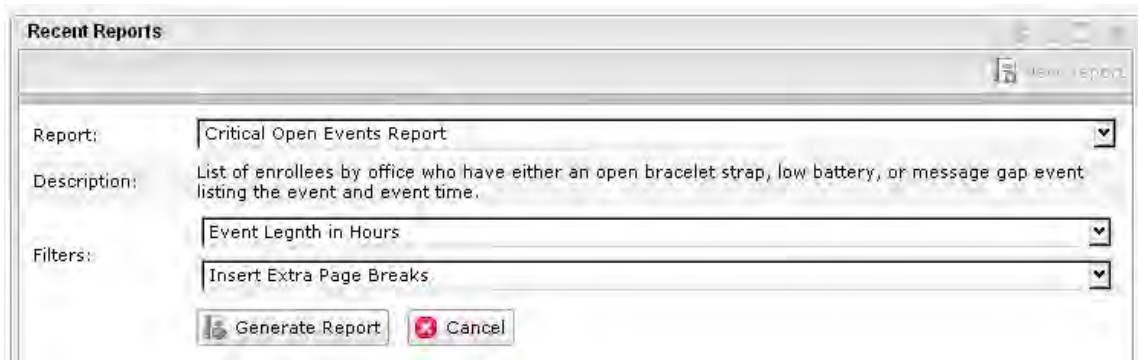 Recent Reports
New report
Report:
Critical Open Events Report
Description:
List of enrollees by office who have either an open bracelet strap, low battery, or message gap event
listing the event and event time.
Filters:
Event Legnth in Hours
Insert Extra Page Breaks
Generate Report
Cancel